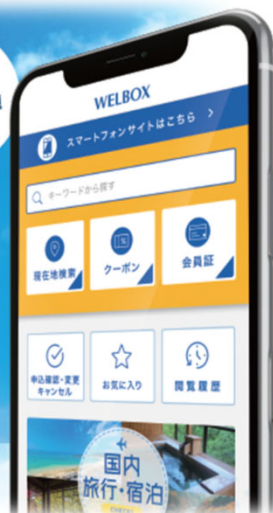 WELBOX
スマートフォンサイトはこちら
キーワードから探す
現在地検索
クーポン
会員証
申込確認・変更
キャンセル
お気に入り
閲覧履歴
国内
旅行・宿泊